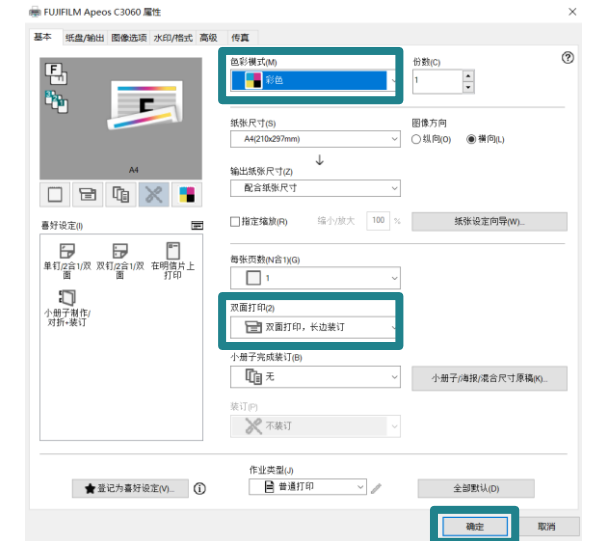 FUJIFILM Apeos C3060 属性
基本 纸盘/输出 图像选项 水印/格式 高级 传真
A4
喜好设定(I)
单钉/2合1/双面
双钉/2合1/双面
在明信片上打印
小册子制作/对折+装订
登记为喜好设定(V)...
色彩模式(M)
彩色
份数(C)
1
纸张尺寸(S)
A4(210x297mm)
图像方向
纵向(O) 横向(L)
输出纸张尺寸(Z)
配合纸张尺寸
指定缩放(R) 缩小/放大 100 %
纸张设定向导(W)...
每张页数(N合1)(G)
1
双面打印(2)
双面打印，长边装订
小册子完成装订(B)
无
小册子/海报/混合尺寸原稿(K)...
装订(P)
不装订
作业类型(J)
普通打印
全部默认(D)
确定 取消